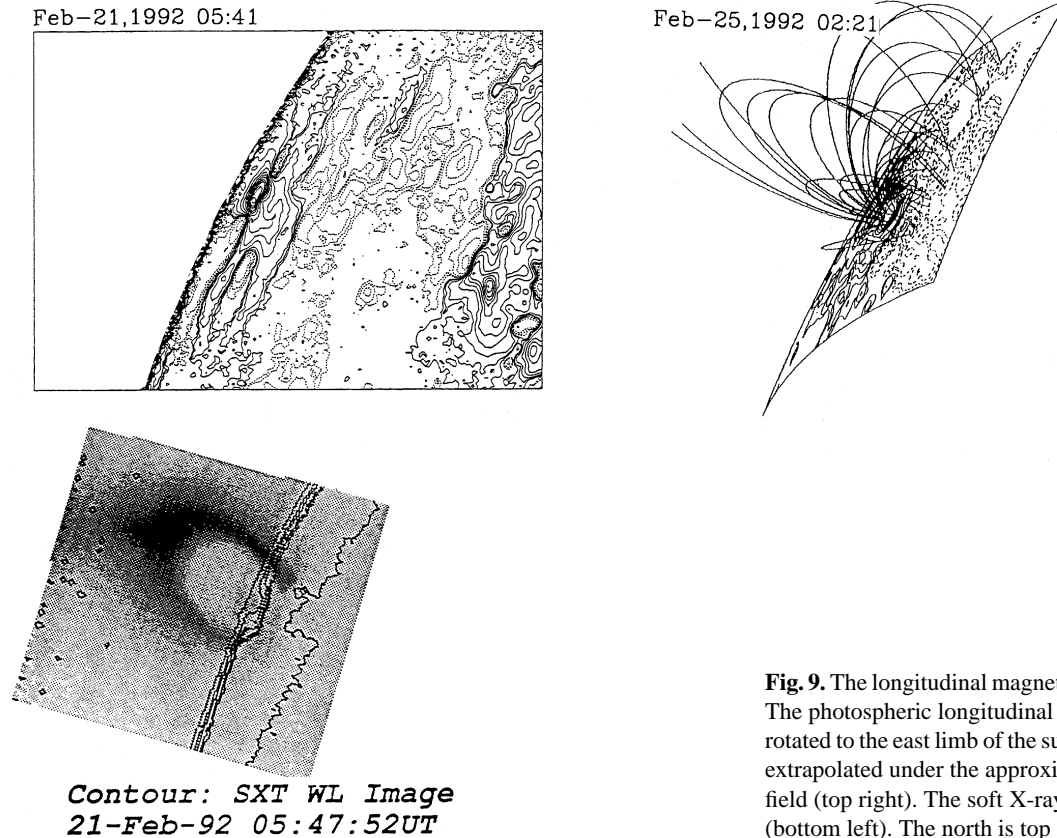 Feb-21,1992 05:41
Feb-25,1992 02:21
Contour: SXT WL Image
21-Feb-92 05:47:52UT
Fig. 9. The longitudinal magnet
The photospheric longitudinal
rotated to the east limb of the su
extrapolated under the approxi
field (top right). The soft X-ray
(bottom left). The north is top